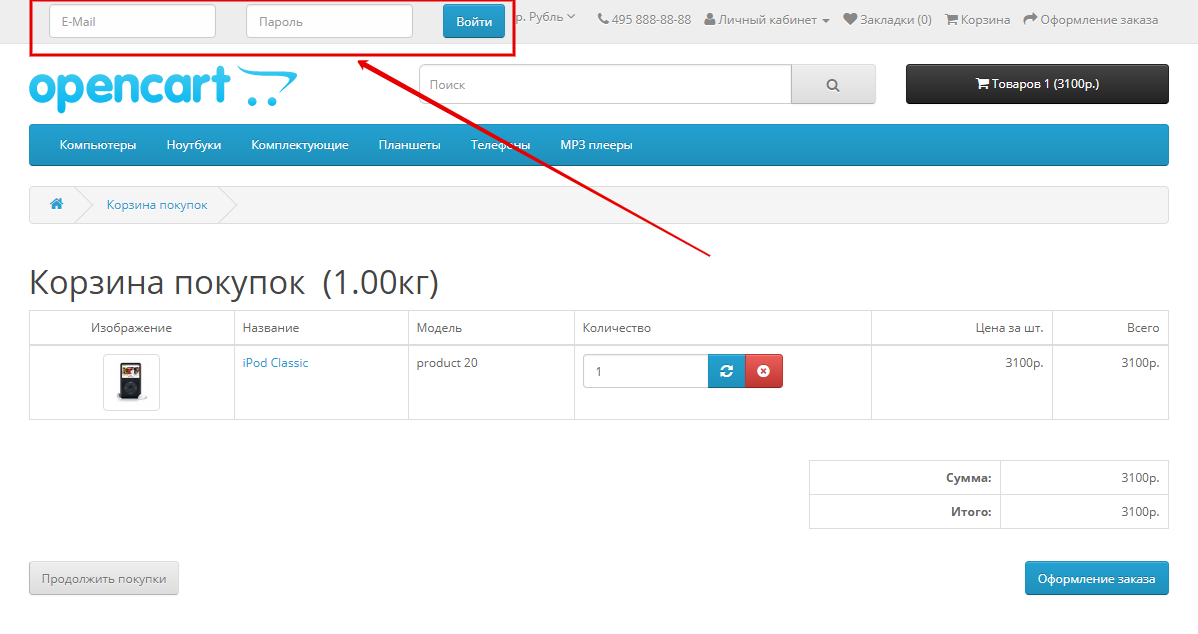 E-Mail Пароль Войти р. Рубль 495 888-88-88 Личный кабинет Закладки (0) Корзина Оформление заказа
opencart Поиск Товаров 1 (3100р.)
Компьютеры Ноутбуки Комплектующие Планшеты Телефоны MP3 плееры
Корзина покупок
Корзина покупок (1.00кг)
Изображение Название Модель Количество Цена за шт. Всего
iPod Classic product 20 1 3100р. 3100р.
Сумма: 3100р.
Итого: 3100р.
Продолжить покупки Оформление заказа